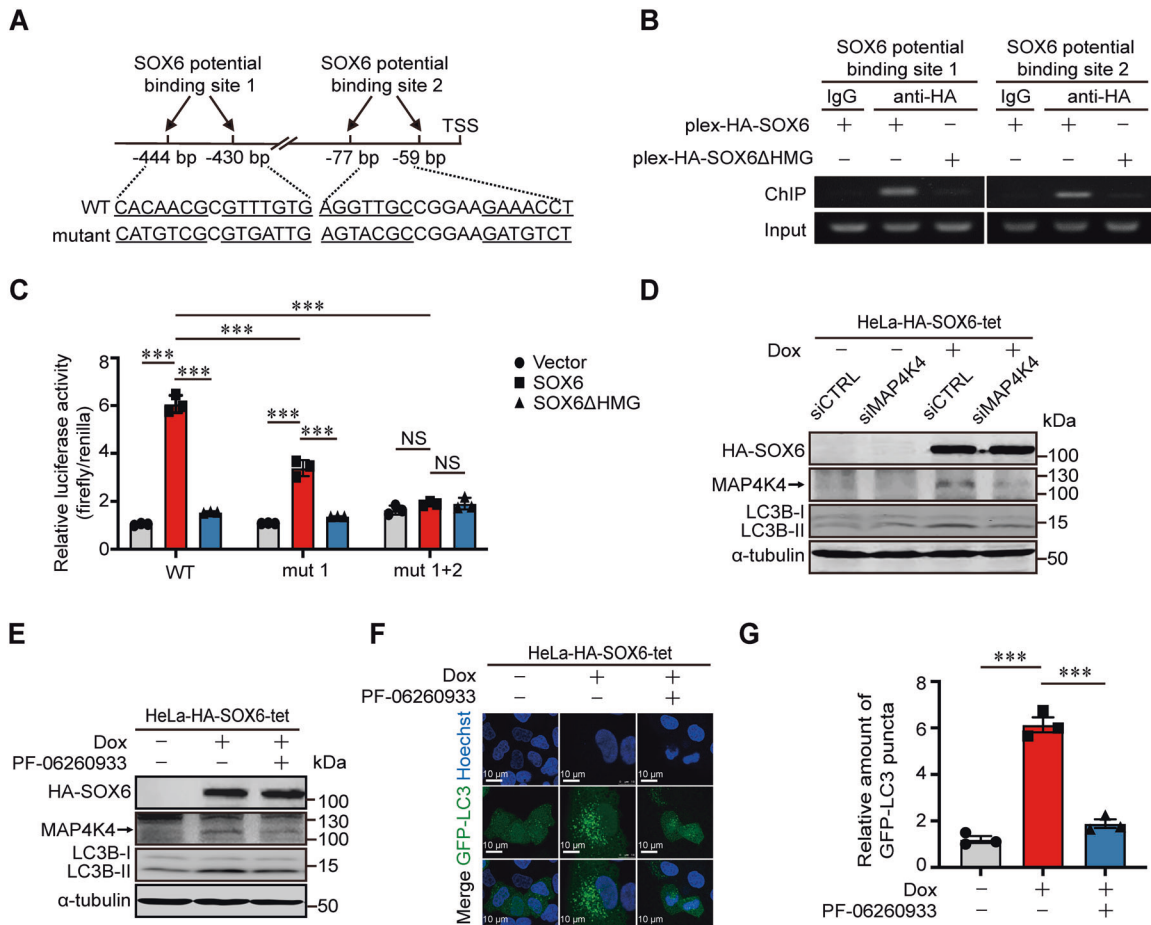 A
SOX6 potential
binding site 1
SOX6 potential
binding site 2
TSS
-444 bp -430 bp -77 bp -59 bp
WT CACAACGCGTTTGTG AGGTTGCCGGAAGAAACCT
mutant CATGTCGCGTGATTG AGTACGCCGGAAGATGTCT
B
SOX6 potential
binding site 1
SOX6 potential
binding site 2
IgG anti-HA IgG anti-HA
plex-HA-SOX6 + + − + + −
plex-HA-SOX6ΔHMG − − + − − +
ChIP
Input
C
Relative luciferase activity
(firefly/renilla)
8
6
4
2
0
***
***
***
***
***
***
NS
NS
WT mut 1 mut 1+2
Vector
SOX6
SOX6ΔHMG
D
HeLa-HA-SOX6-tet
Dox − − + +
siCTRL siMAP4K4 siCTRL siMAP4K4
kDa
HA-SOX6 100
MAP4K4 130
100
LC3B-I
LC3B-II 15
α-tubulin 50
E
HeLa-HA-SOX6-tet
Dox − + +
PF-06260933 − − + kDa
HA-SOX6 100
MAP4K4 130
100
LC3B-I
LC3B-II 15
α-tubulin 50
F
HeLa-HA-SOX6-tet
Dox − + +
PF-06260933 − − +
Merge GFP-LC3 Hoechst
10 μm 10 μm 10 μm
10 μm 10 μm 10 μm
10 μm 10 μm 10 μm
G
Relative amount of
GFP-LC3 puncta
8
6
4
2
0
*** ***
Dox − + +
PF-06260933 − − +